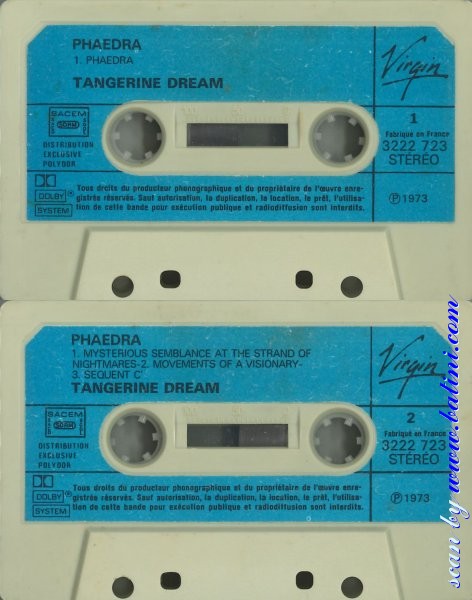 PHAEDRA
1. PHAEDRA
TANGERINE DREAM
Virgin
SACEM
SDRM
DISTRIBUTION
EXCLUSIVE
POLYDOR
1
Fabriqué en France
3222 723
STÉRÉO
DOLBY®
SYSTEM
Tous droits du producteur phonographique et du propriétaire de l'œuvre enre-
gistrée réservés. Sauf autorisation, la duplication, la location, le prêt, l'utilisa-
tion de cette bande pour exécution publique et radiodiffusion sont interdits.
℗ 1973
PHAEDRA
1. MYSTERIOUS SEMBLANCE AT THE STRAND OF
NIGHTMARES-2. MOVEMENTS OF A VISIONARY-
3. SEQUENT C'
TANGERINE DREAM
Virgin
SACEM
SDRM
DISTRIBUTION
EXCLUSIVE
POLYDOR
2
Fabriqué en France
3222 723
STÉRÉO
DOLBY®
SYSTEM
Tous droits du producteur phonographique et du propriétaire de l'œuvre enre-
gistrée réservés. Sauf autorisation, la duplication, la location, le prêt, l'utilisa-
tion de cette bande pour exécution publique et radiodiffusion sont interdits.
℗ 1973
scan by www.batini.com